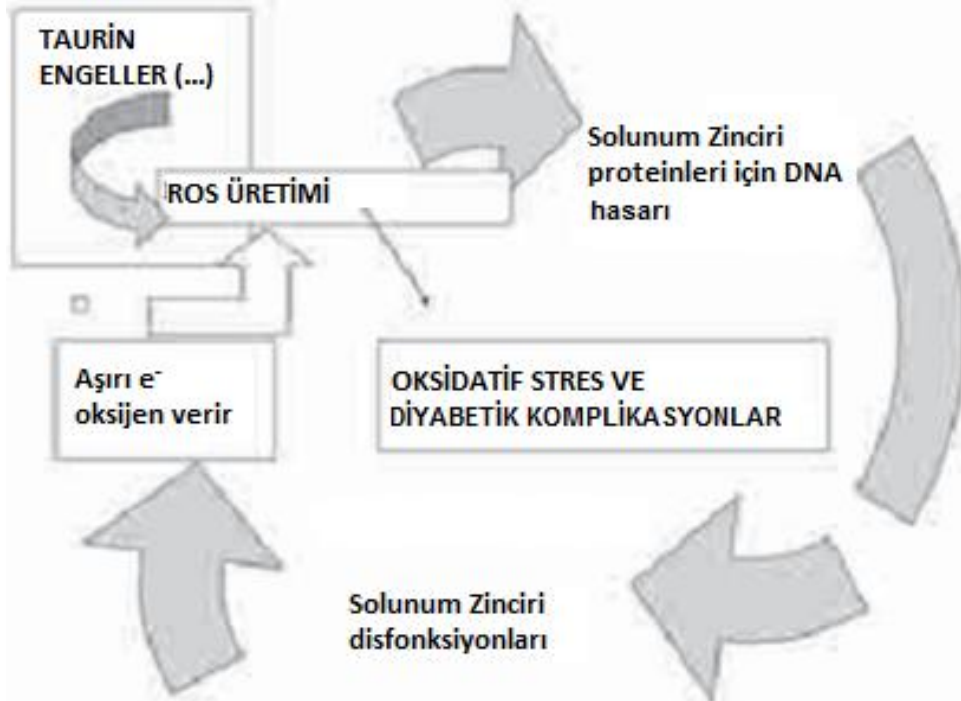 TAURİN
ENGELLER (...)
ROS ÜRETİMİ
Solunum Zinciri
proteinleri için DNA
hasarı
Aşırı e⁻
oksijen verir
OKSİDATİF STRES VE
DİYABETİK KOMPLİKASYONLAR
Solunum Zinciri
disfonksiyonları